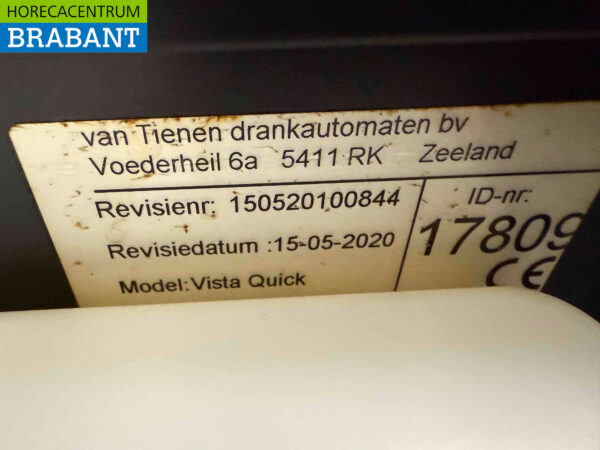 HORECACENTRUM
BRABANT
van Tienen drankautomaten bv
Voederheil 6a 5411 RK Zeeland
Revisienr: 150520100844
Revisiedatum :15-05-2020
Model:Vista Quick
ID-nr:
17809
CE